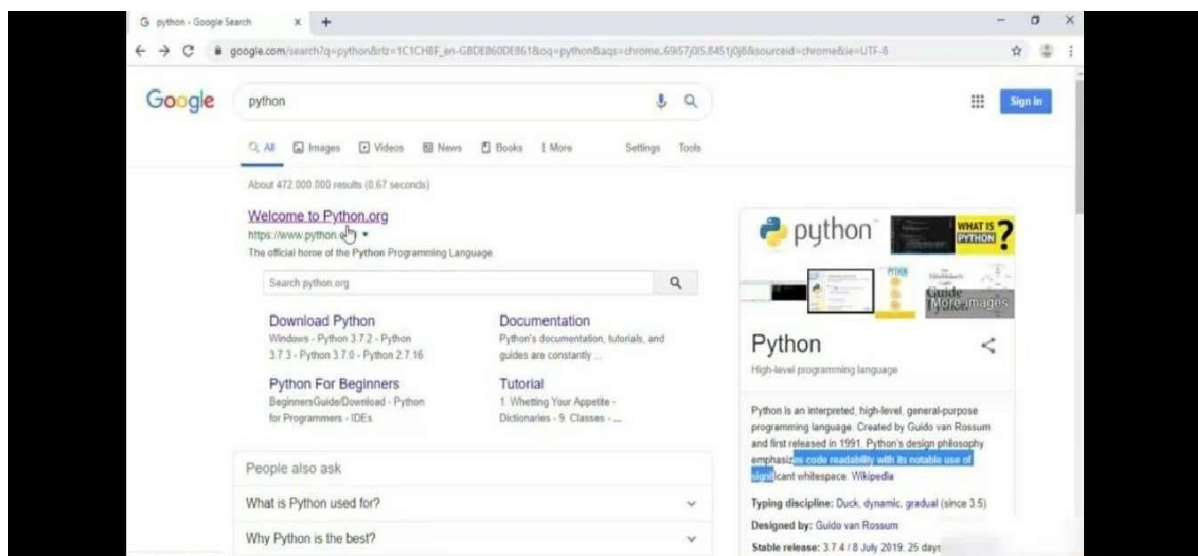 G python - Google Search
google.com/search?q=python&rlz=1C1CHBF_en-GBDE860DE861&oq=python&aqs=chrome..69i57j0l5.8451j0j8&sourceid=chrome&ie=UTF-8
Google
python
Sign in
All Images Videos News Books More Settings Tools
About 472.000.000 results (0,67 seconds)
Welcome to Python.org
https://www.python.
The official home of the Python Programming Language
Search python.org
Download Python
Windows - Python 3.7.2 - Python
3.7.3 - Python 3.7.0 - Python 2.7.16
Documentation
Python's documentation, tutorials, and
guides are constantly ...
Python For Beginners
BeginnersGuide/Download - Python
for Programmers - IDEs
Tutorial
1. Whetting Your Appetite -
Dictionaries - 9. Classes - ...
People also ask
What is Python used for?
Why Python is the best?
python
WHAT IS
PYTHON ?
PYTHON
Guide
More images
Python
High-level programming language
Python is an interpreted, high-level, general-purpose
programming language. Created by Guido van Rossum
and first released in 1991, Python's design philosophy
emphasizes code readability with its notable use of
significant whitespace. Wikipedia
Typing discipline: Duck, dynamic, gradual (since 3.5)
Designed by: Guido van Rossum
Stable release: 3.7.4 / 8 July 2019; 25 days